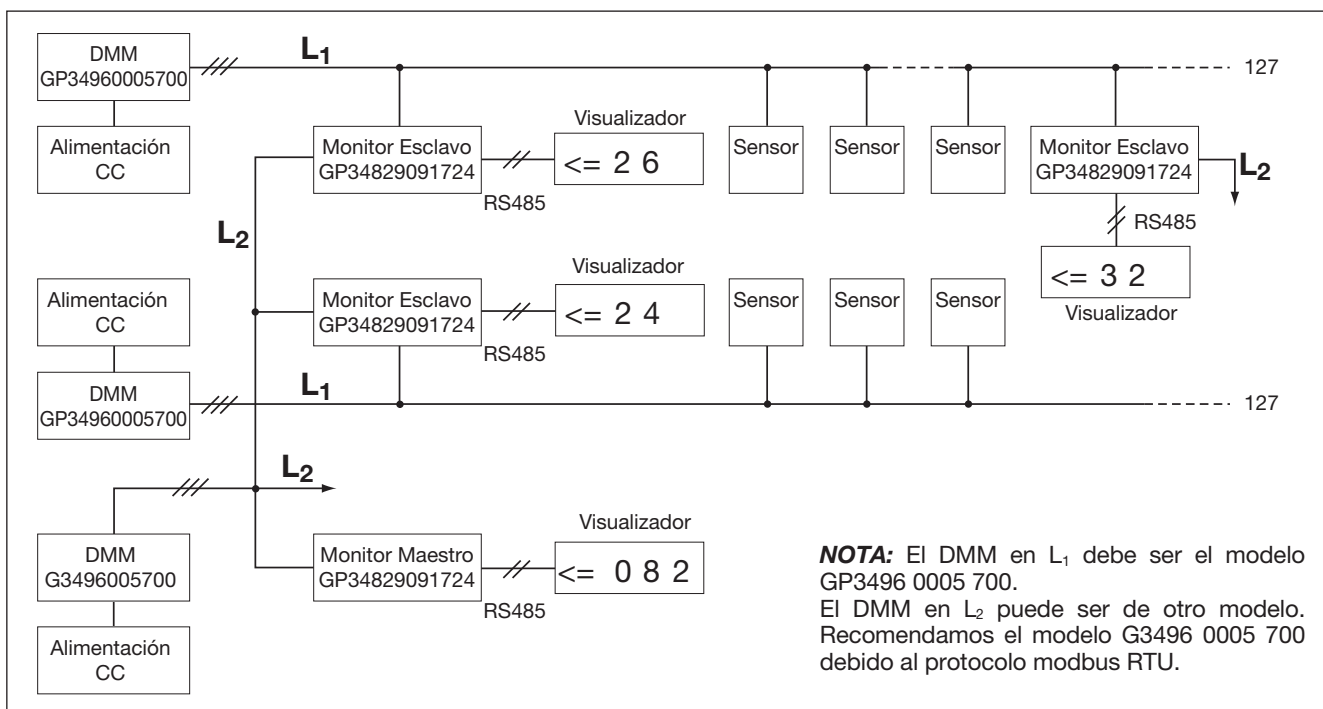 DMM
GP34960005700
L1
127
Alimentación
CC
Monitor Esclavo
GP34829091724
RS485
Visualizador
<= 2 6
Sensor
Sensor
Sensor
Monitor Esclavo
GP34829091724
L2
RS485
<= 3 2
Visualizador
L2
Alimentación
CC
Monitor Esclavo
GP34829091724
RS485
Visualizador
<= 2 4
Sensor
Sensor
Sensor
DMM
GP34960005700
L1
127
L2
DMM
G3496005700
Alimentación
CC
Monitor Maestro
GP34829091724
RS485
Visualizador
<= 0 8 2
NOTA: El DMM en L1 debe ser el modelo
GP3496 0005 700.
El DMM en L2 puede ser de otro modelo.
Recomendamos el modelo G3496 0005 700
debido al protocolo modbus RTU.